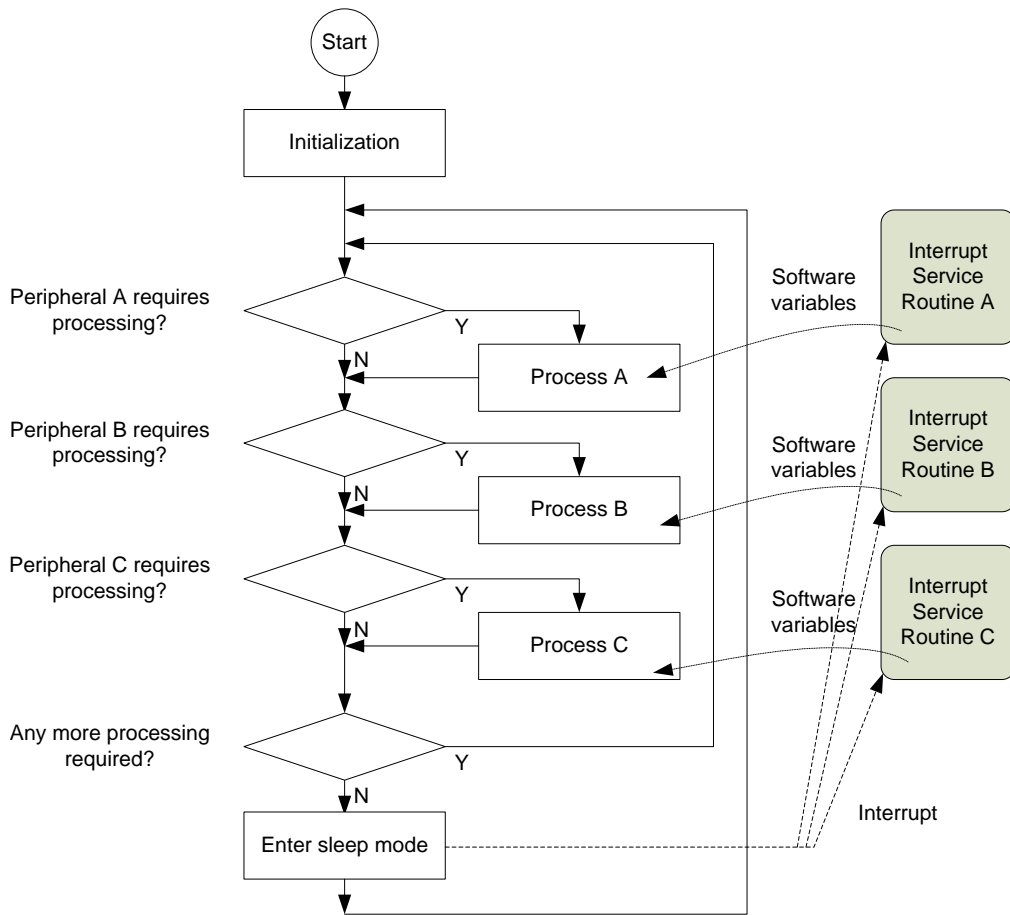 Start
Initialization
Peripheral A requires
processing?
Y
N
Process A
Software
variables
Interrupt
Service
Routine A
Peripheral B requires
processing?
Y
N
Process B
Software
variables
Interrupt
Service
Routine B
Peripheral C requires
processing?
Y
N
Process C
Software
variables
Interrupt
Service
Routine C
Any more processing
required?
Y
N
Enter sleep mode
Interrupt